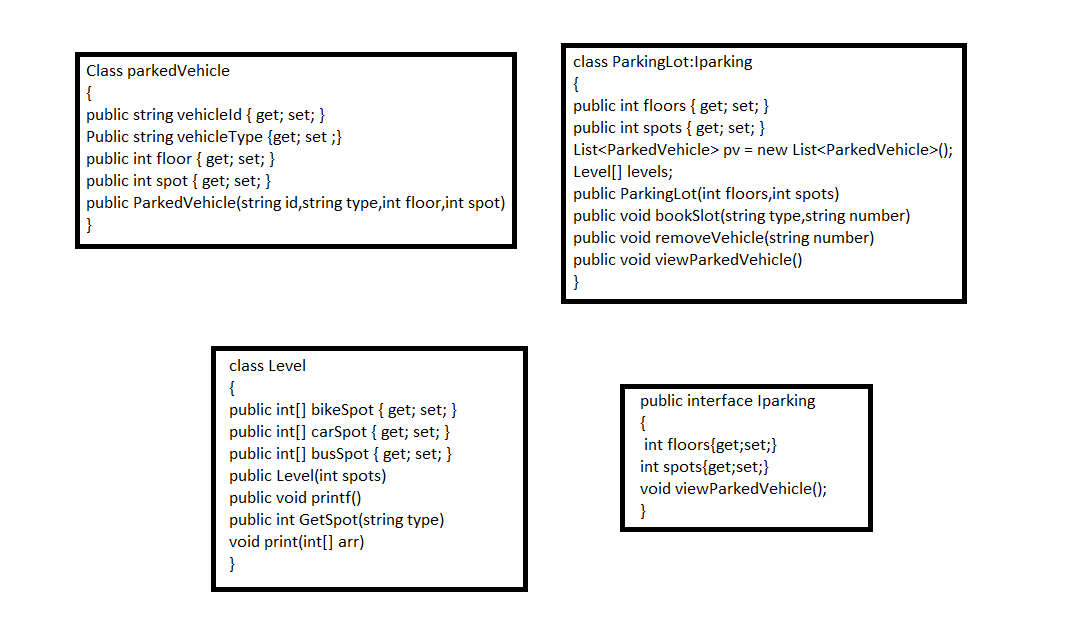 Class parkedVehicle
{
public string vehicleId { get; set; }
Public string vehicleType {get; set ;}
public int floor { get; set; }
public int spot { get; set; }
public ParkedVehicle(string id,string type,int floor,int spot)
}
class ParkingLot:Iparking
{
public int floors { get; set; }
public int spots { get; set; }
List<ParkedVehicle> pv = new List<ParkedVehicle>();
Level[] levels;
public ParkingLot(int floors,int spots)
public void bookSlot(string type,string number)
public void removeVehicle(string number)
public void viewParkedVehicle()
}
class Level
{
public int[] bikeSpot { get; set; }
public int[] carSpot { get; set; }
public int[] busSpot { get; set; }
public Level(int spots)
public void printf()
public int GetSpot(string type)
void print(int[] arr)
}
public interface Iparking
{
int floors{get;set;}
int spots{get;set;}
void viewParkedVehicle();
}